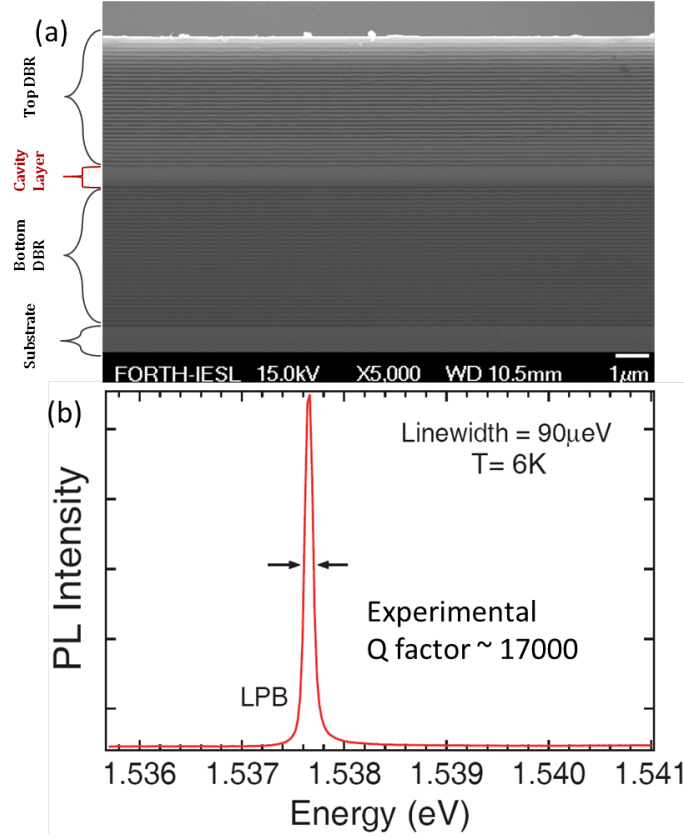 (a)
Top DBR
Cavity
Layer
Bottom
DBR
Substrate
FORTH-IESL 15.0kV X5,000 WD 10.5mm 1μm
(b)
Linewidth = 90μeV
T= 6K
Experimental
Q factor ~ 17000
LPB
PL Intensity
1.536 1.537 1.538 1.539 1.540 1.541
Energy (eV)